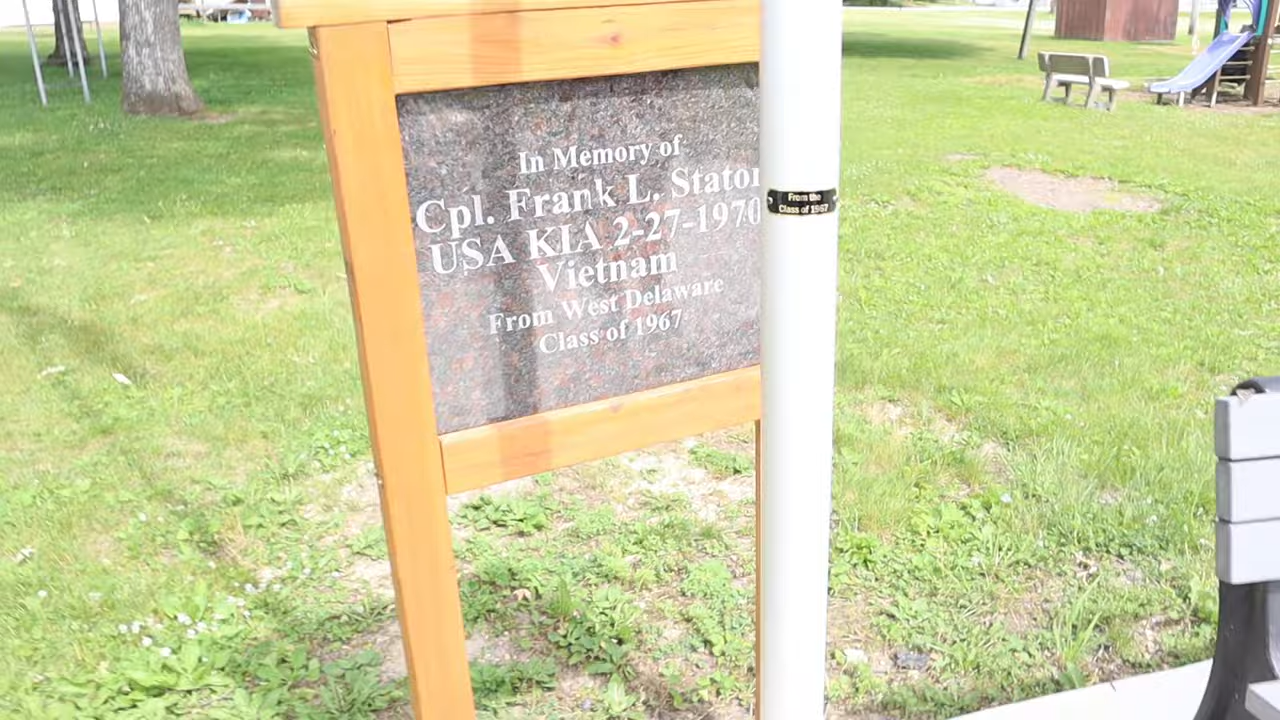 In Memory of
Cpl. Frank L. Stator
USA KIA 2-27-1970
Vietnam
From West Delaware
Class of 1967
From the
Class of 1967